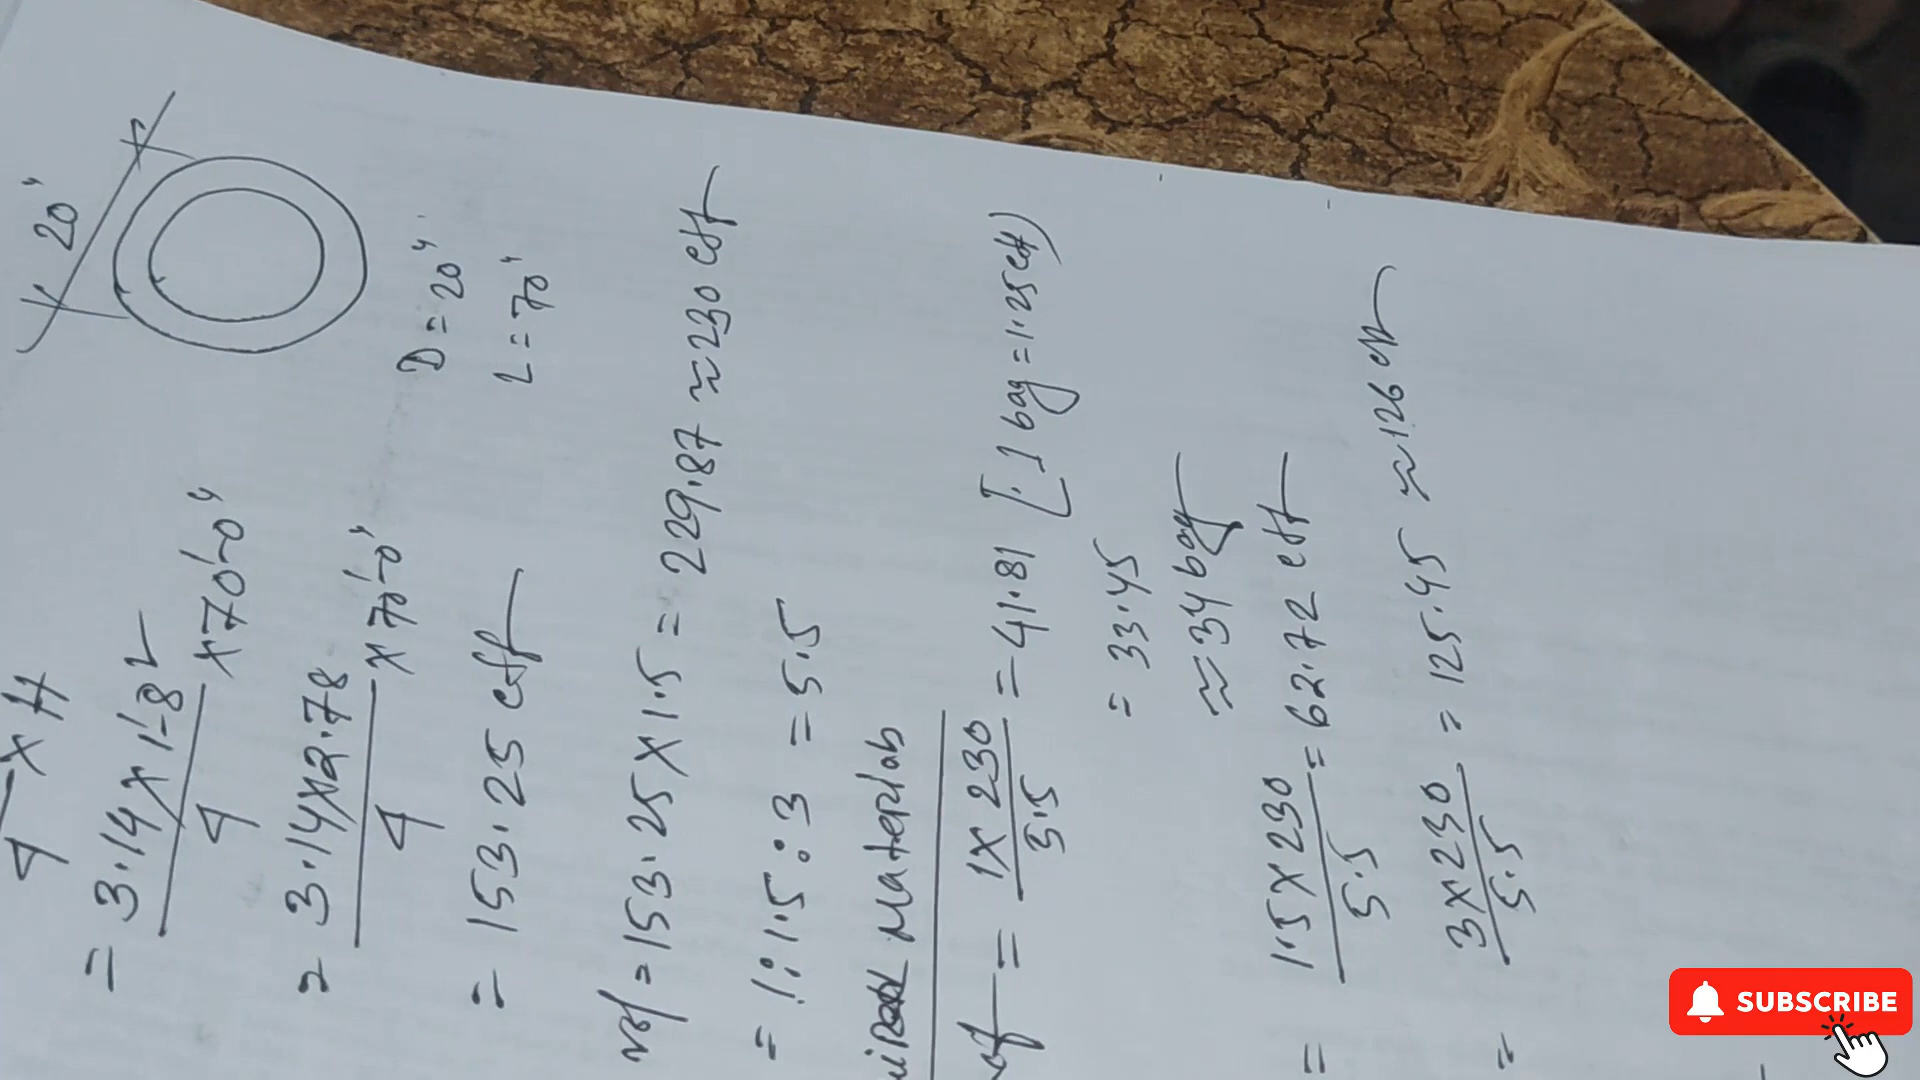 20"
D = 20"
L = 70'
4 × H
= 3.14 × 1'-8"²
4 × 70'-0"
= 3.14 × 2.78
4 × 70'-0"
= 153.25 cft
vol = 153.25 × 1.5 = 229.87 ≈ 230 cft
= 1:1.5:3 = 5.5
Materials
= 1 × 230
5.5 = 41.81 [∵ 1 bag = 1.25 cft)
= 33.45
≈ 34 bag
= 1.5 × 230
5.5 = 62.72 cft
= 3 × 230
5.5 = 125.45 ≈ 126 cft
SUBSCRIBE